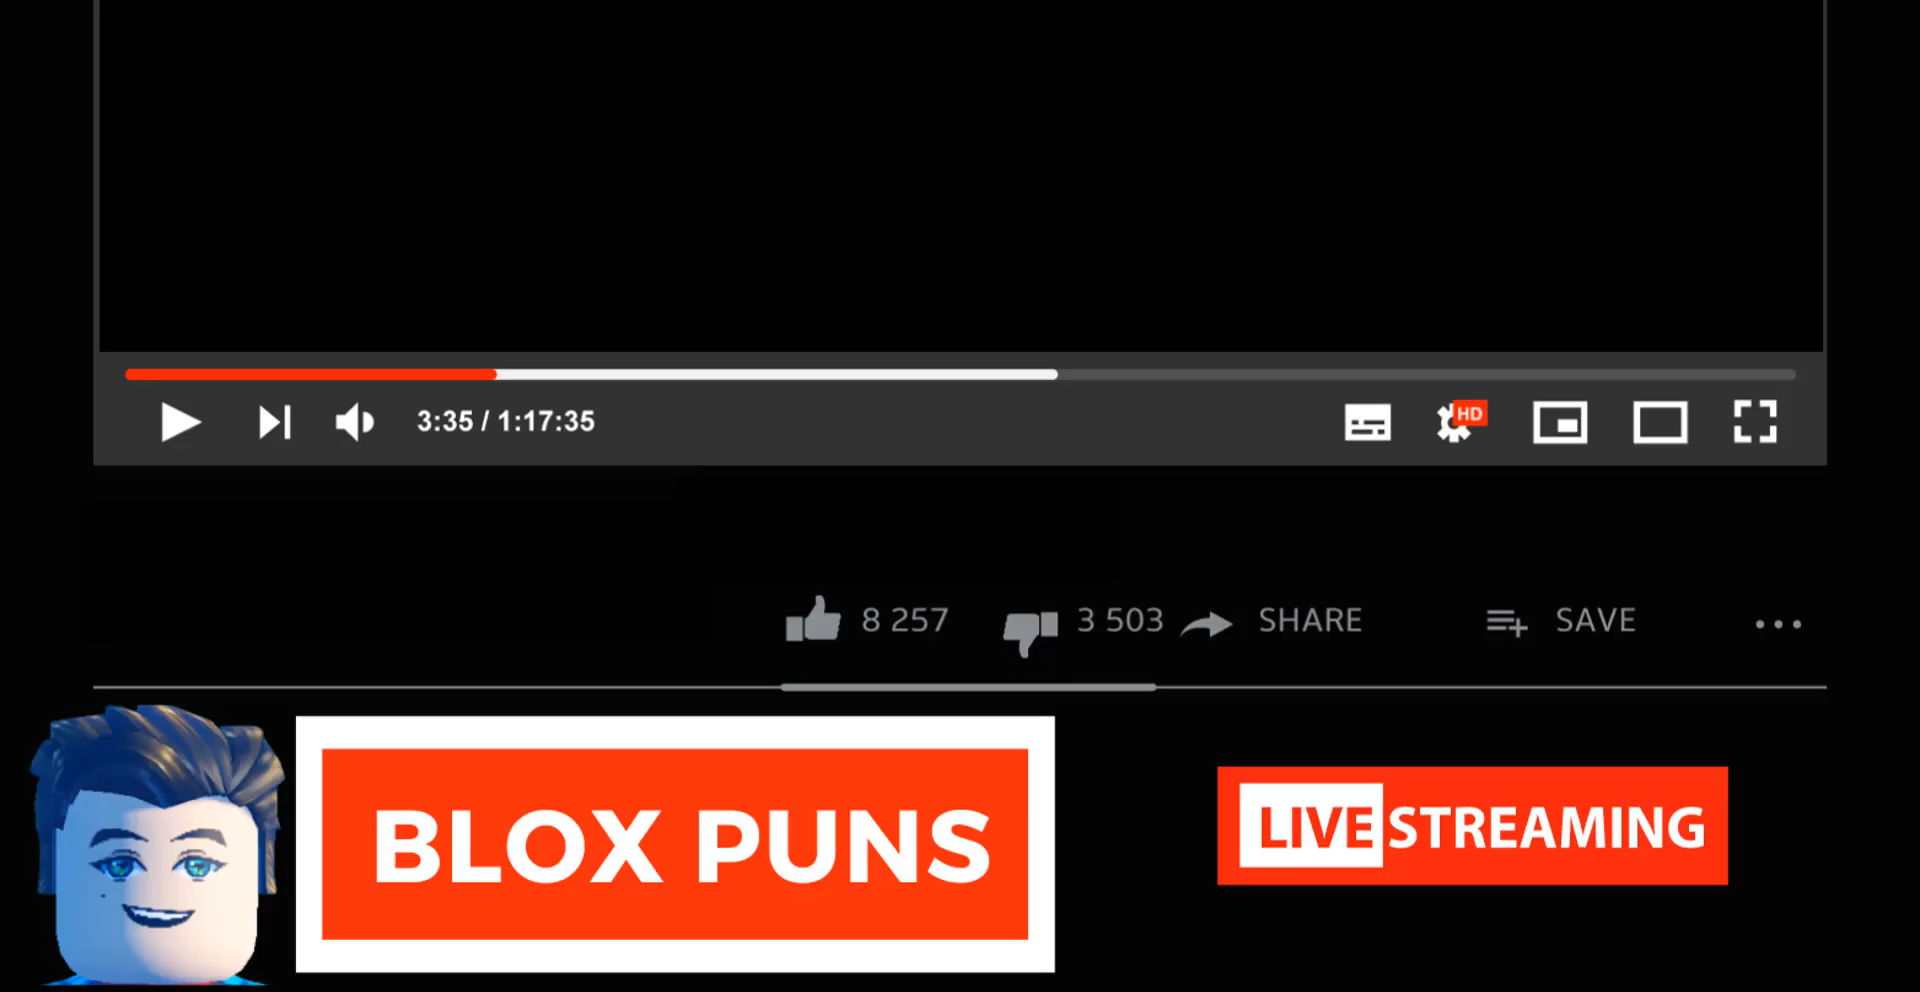 3:35 / 1:17:35
HD
8 257
3 503
SHARE
SAVE
BLOX PUNS
LIVE STREAMING